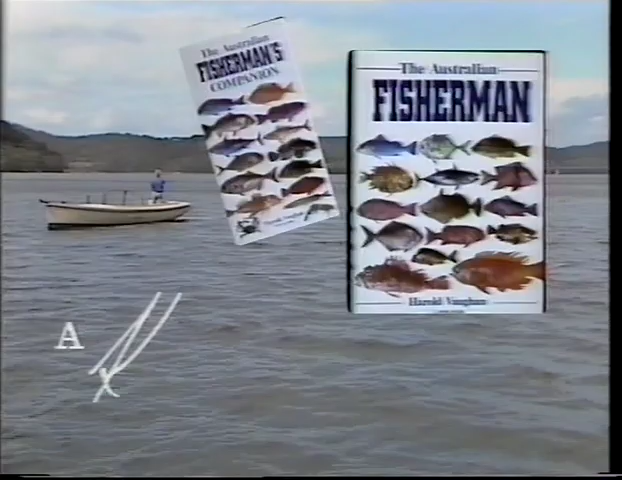 The Australian
FISHERMAN'S
COMPANION
The Australian
FISHERMAN
Harold Vaughan
A